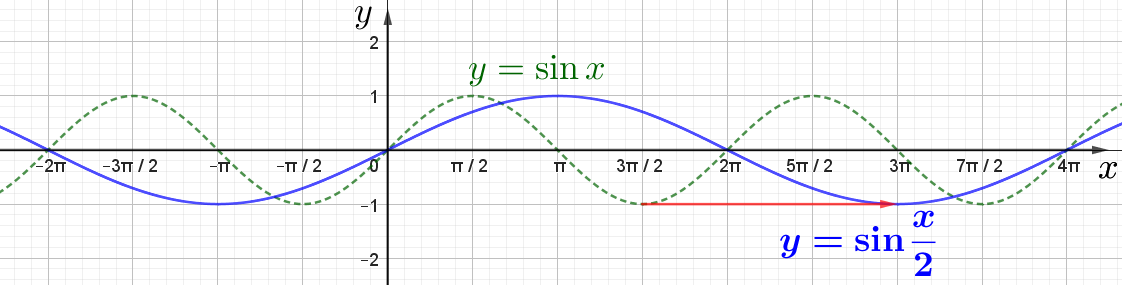 y
2
y = sin x
1
−2π −3π / 2 −π −π / 2 0 π / 2 π 3π / 2 2π 5π / 2 3π 7π / 2 4π x
−1
y = sin x/2
−2